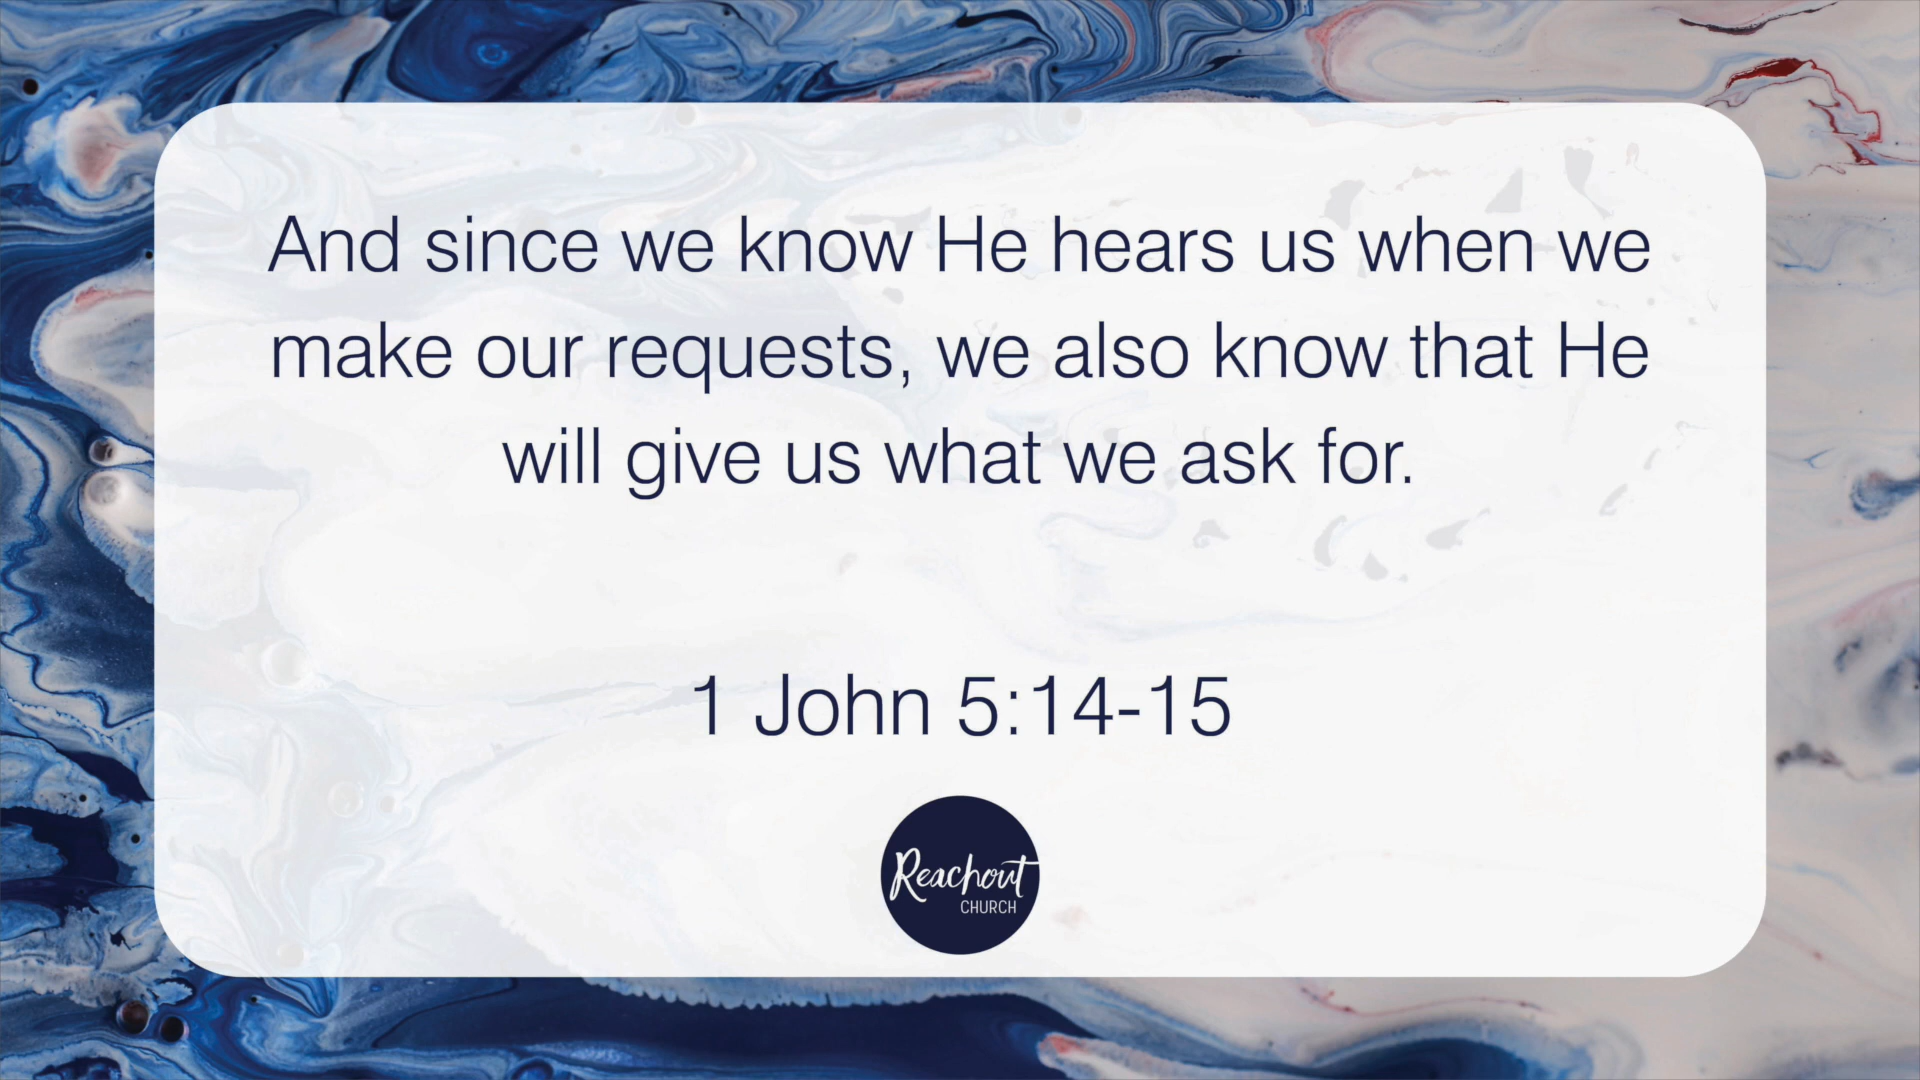 And since we know He hears us when we
make our requests, we also know that He
will give us what we ask for.
1 John 5:14-15
Reachout
CHURCH